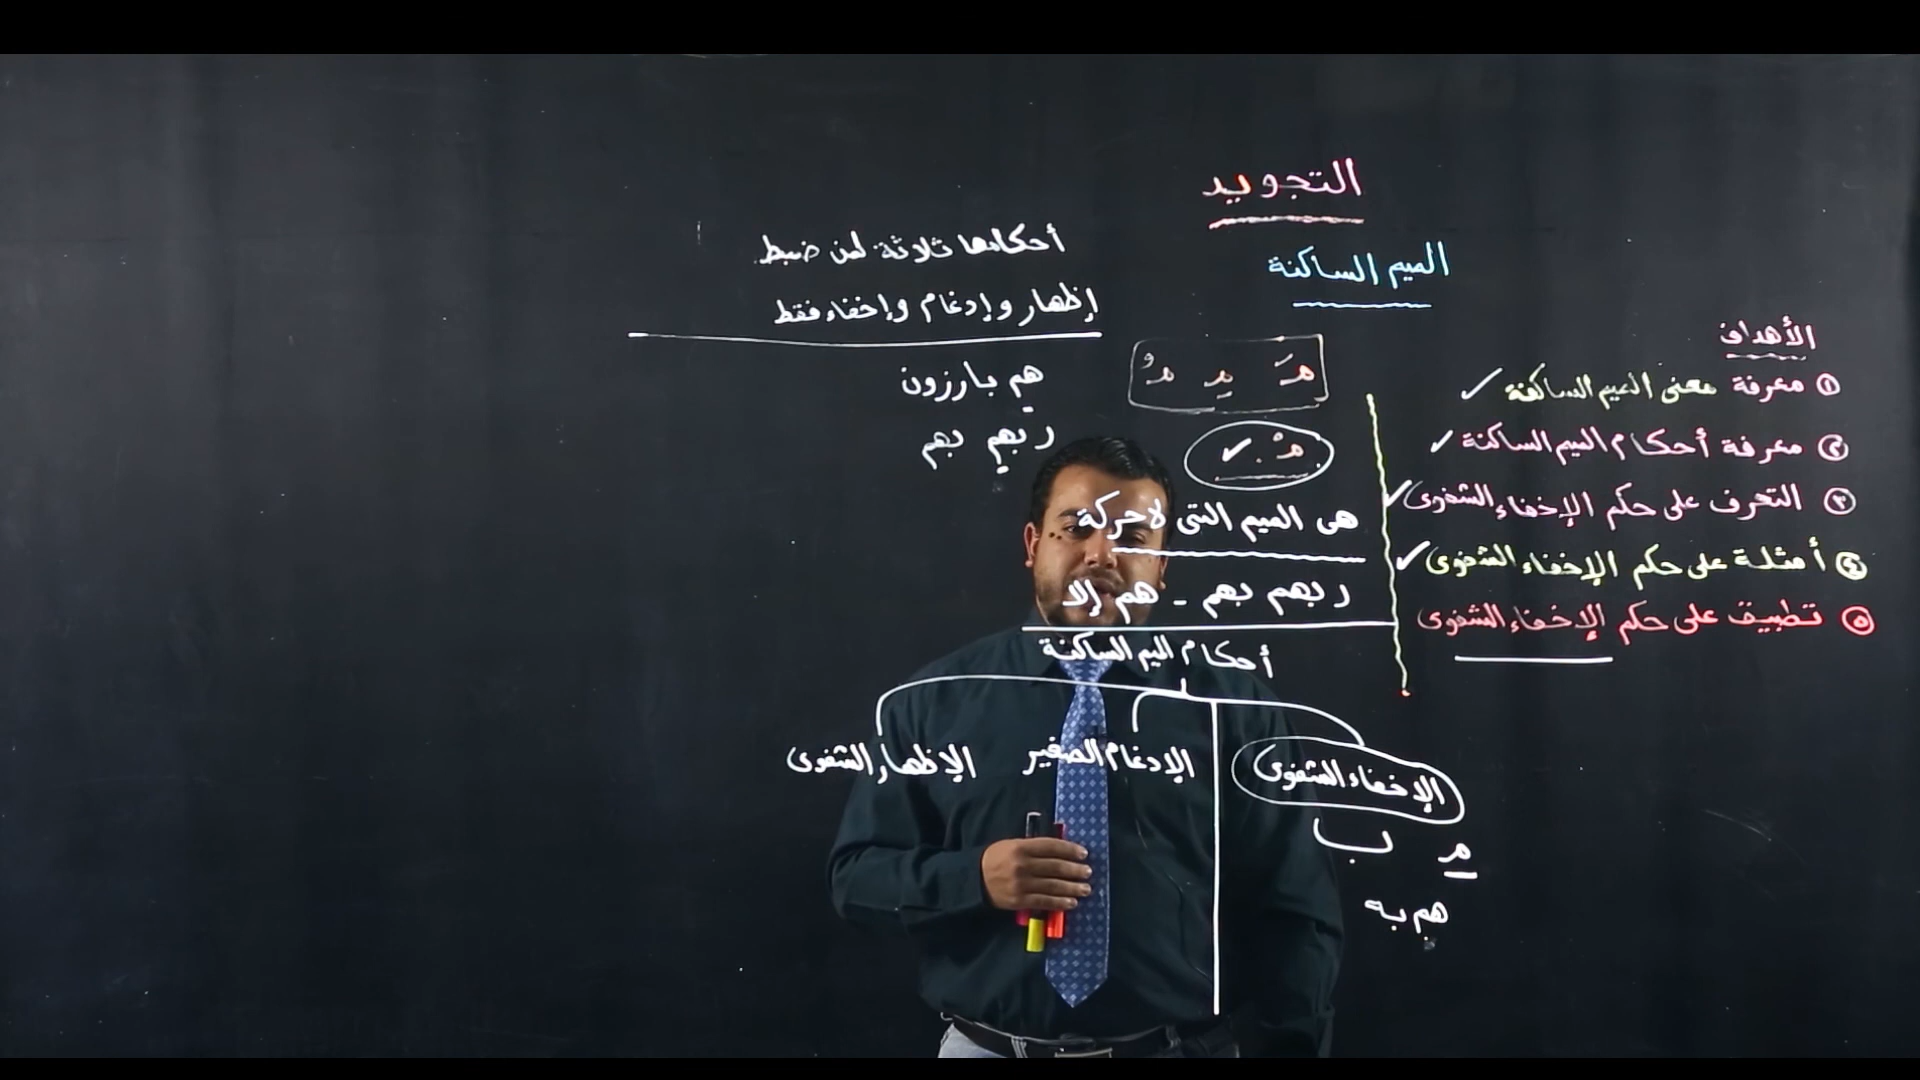 التجويد
الميم الساكنة
الأهداف
١ معرفة معنى الميم الساكنة ✓
٢ معرفة أحكام الميم الساكنة ✓
٣ التعرف على حكم الإخفاء الشفوى ✓
٤ أمثلة على حكم الإخفاء الشفوى ✓
٥ تطبيق على حكم الإخفاء الشفوى
مَ مِ مُ
مْ ✓
هى الميم التى لا حركة
ربهم بهم - هم إلا
أحكامها ثلاثة لمن ضبط
إظهار وإدغام وإخفاء فقط
هم بارزون
ربهم بهم
أحكام الميم الساكنة
الإخفاء الشفوى
الإدغام الصغير
الإظهار الشفوى
م ب
هم به